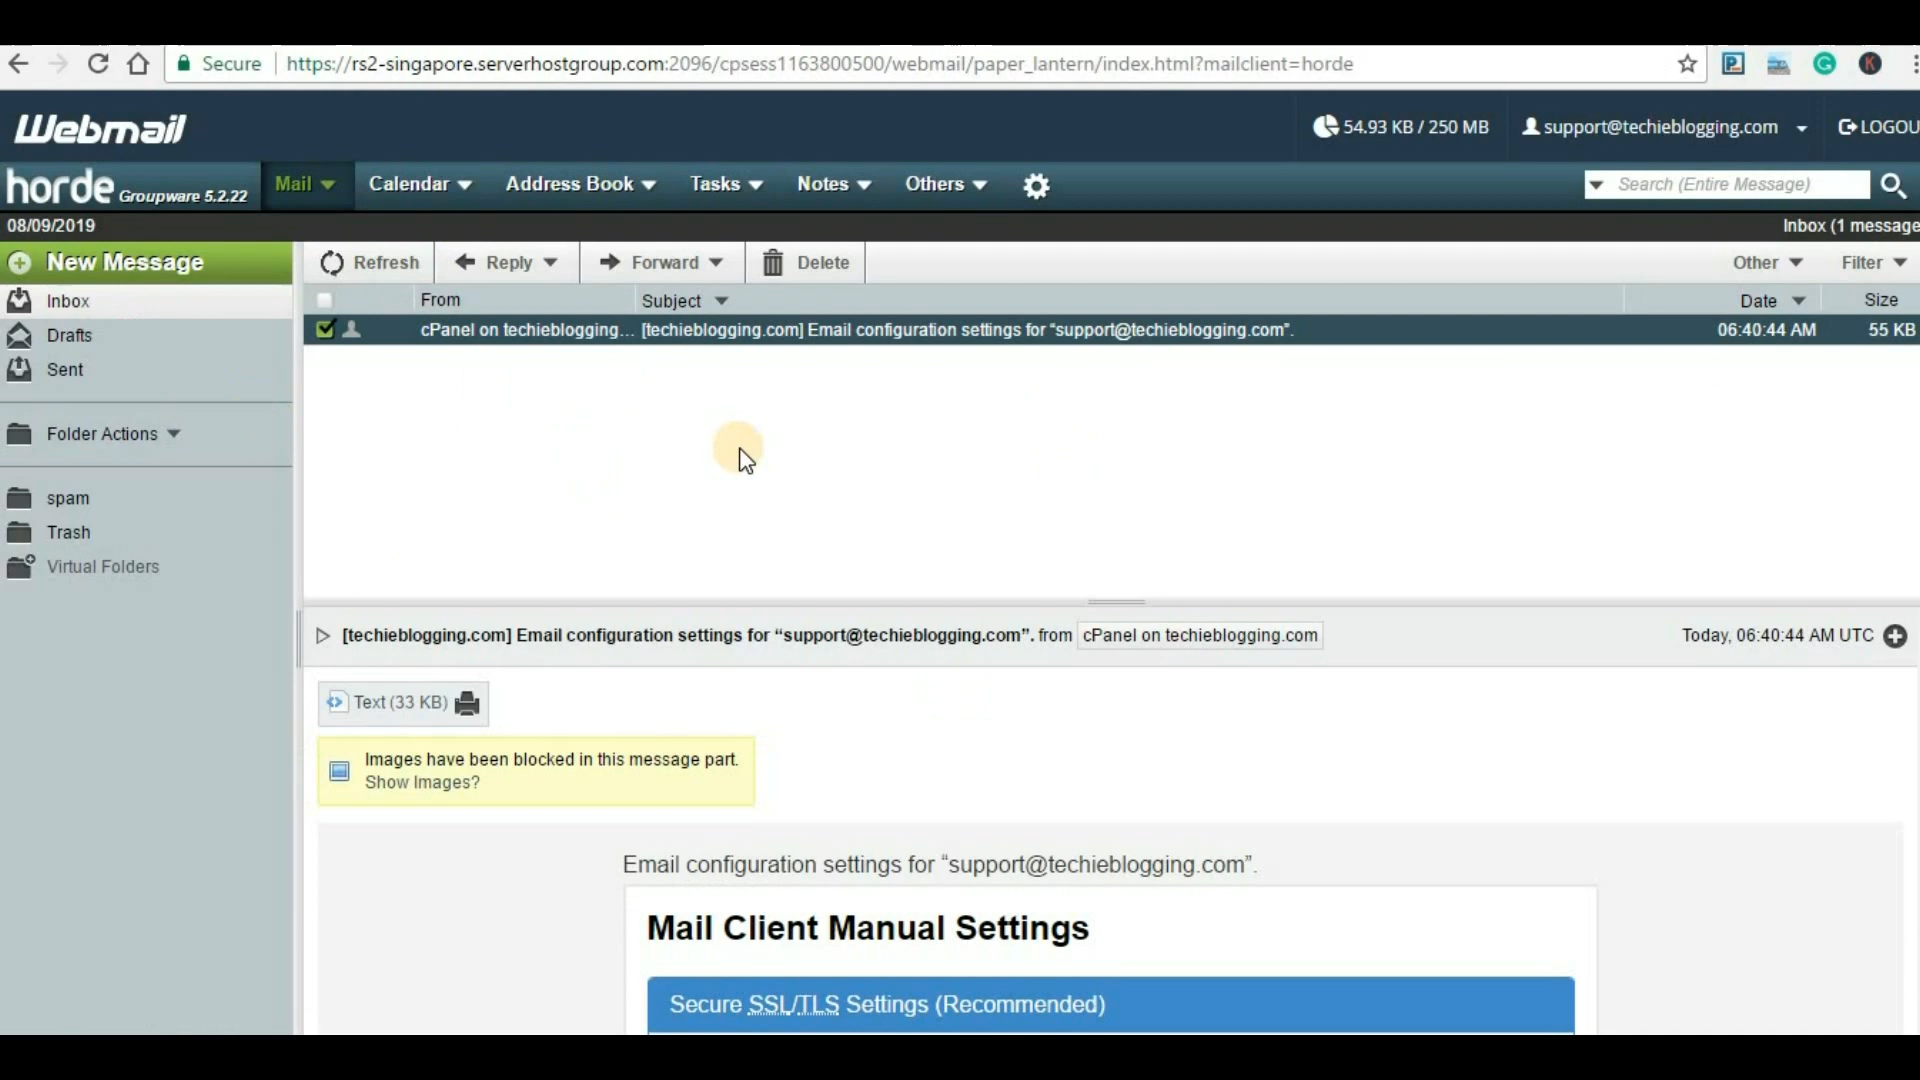 Secure https://rs2-singapore.serverhostgroup.com:2096/cpsess1163800500/webmail/paper_lantern/index.html?mailclient=horde
Webmail 54.93 KB / 250 MB support@techieblogging.com LOGOU
horde Groupware 5.2.22 Mail Calendar Address Book Tasks Notes Others Search (Entire Message)
08/09/2019 Inbox (1 message
New Message Refresh Reply Forward Delete Other Filter
Inbox From Subject Date Size
cPanel on techieblogging... [techieblogging.com] Email configuration settings for “support@techieblogging.com”. 06:40:44 AM 55 KB
Drafts
Sent
Folder Actions
spam
Trash
Virtual Folders
[techieblogging.com] Email configuration settings for “support@techieblogging.com”. from cPanel on techieblogging.com Today, 06:40:44 AM UTC
Text (33 KB)
Images have been blocked in this message part.
Show Images?
Email configuration settings for “support@techieblogging.com”.
Mail Client Manual Settings
Secure SSL/TLS Settings (Recommended)